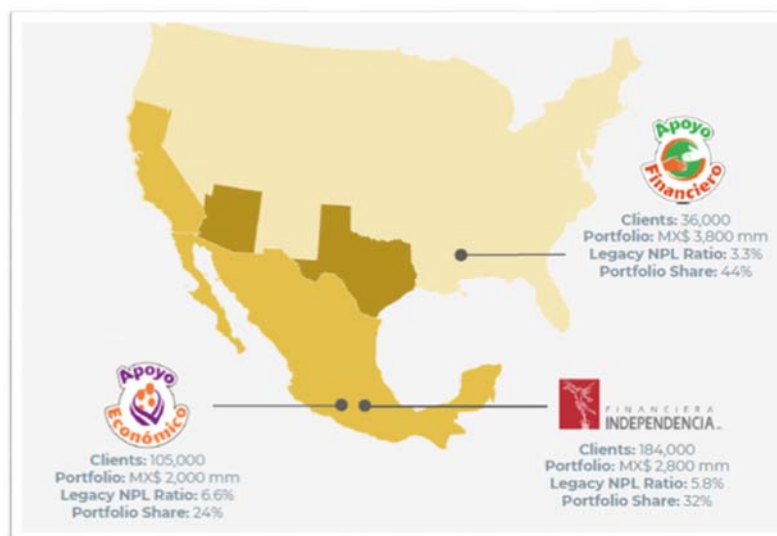 Apoyo
Financiero
Clients: 36,000
Portfolio: MX$ 3,800 mm
Legacy NPL Ratio: 3.3%
Portfolio Share: 44%
Apoyo
Económico
Clients: 105,000
Portfolio: MX$ 2,000 mm
Legacy NPL Ratio: 6.6%
Portfolio Share: 24%
FINANCIERA
INDEPENDENCIA
Clients: 184,000
Portfolio: MX$ 2,800 mm
Legacy NPL Ratio: 5.8%
Portfolio Share: 32%